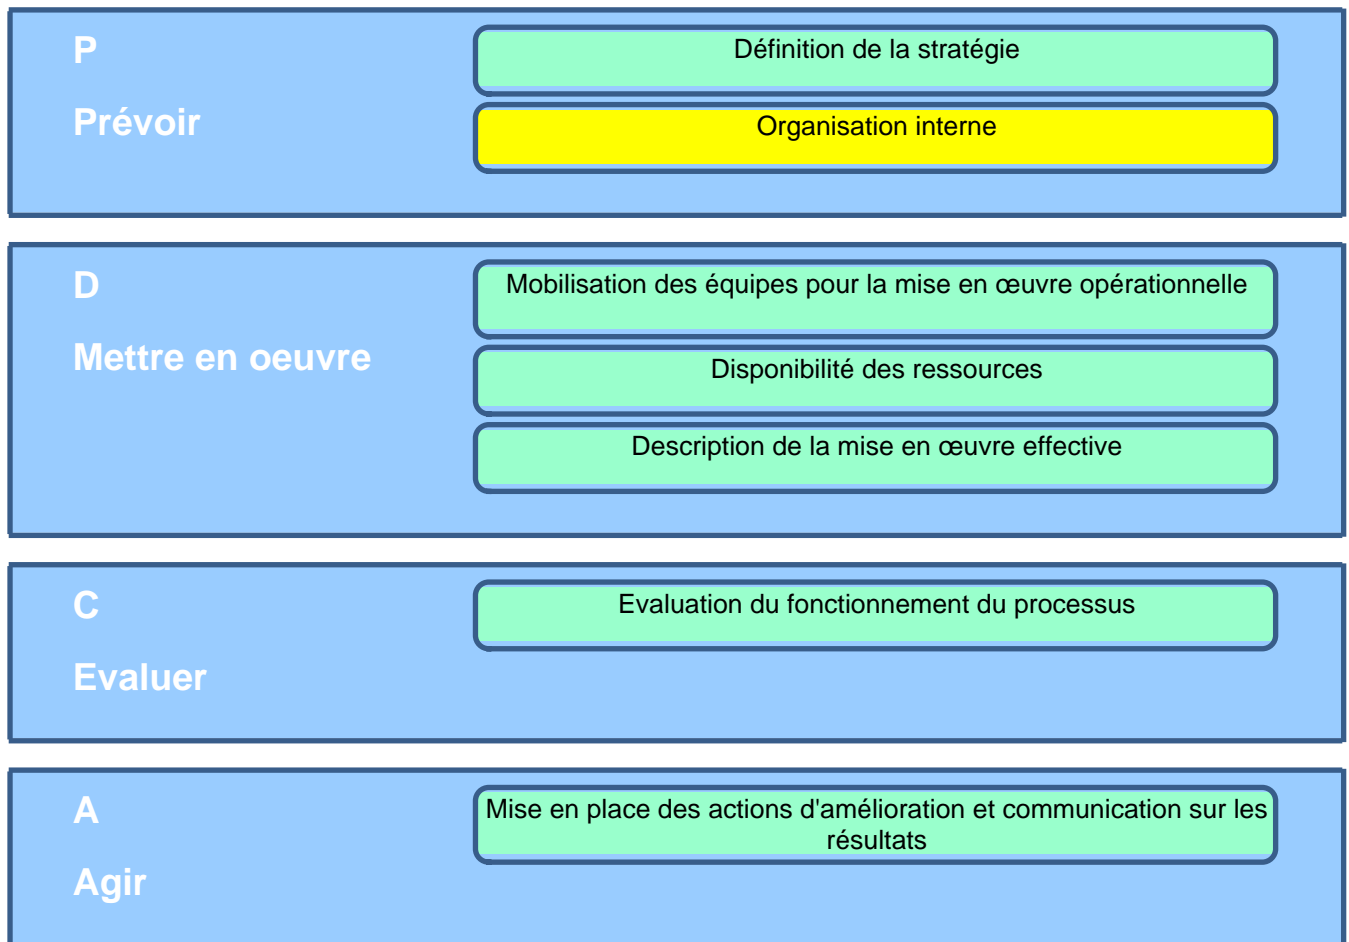 P
Prévoir
Définition de la stratégie
Organisation interne
D
Mettre en oeuvre
Mobilisation des équipes pour la mise en œuvre opérationnelle
Disponibilité des ressources
Description de la mise en œuvre effective
C
Evaluer
Evaluation du fonctionnement du processus
A
Agir
Mise en place des actions d'amélioration et communication sur les
résultats